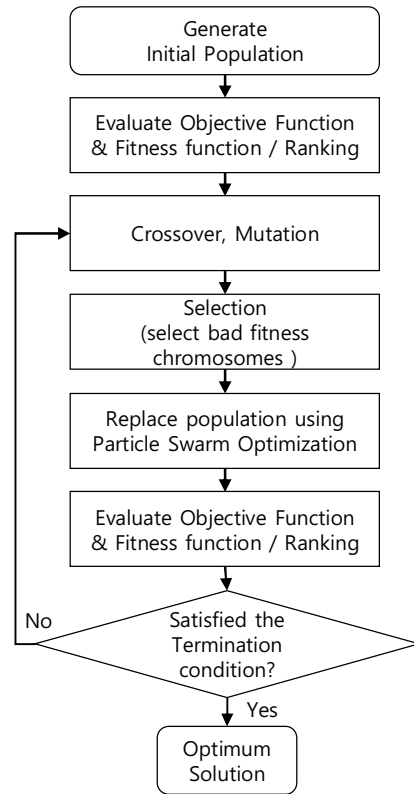 Generate
Initial Population
Evaluate Objective Function
& Fitness function / Ranking
Crossover, Mutation
Selection
(select bad fitness
chromosomes )
Replace population using
Particle Swarm Optimization
Evaluate Objective Function
& Fitness function / Ranking
No
Satisfied the
Termination
condition?
Yes
Optimum
Solution